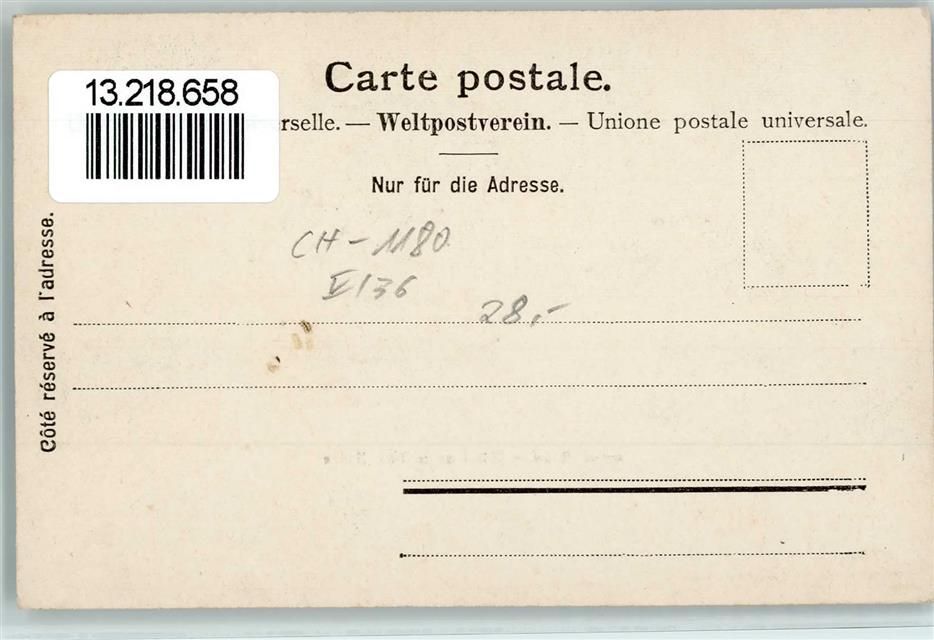 13.218.658
Carte postale.
rselle. — Weltpostverein. — Unione postale universale.
Nur für die Adresse.
Côté réservé à l'adresse.
CH - 1180
V/36
28,-